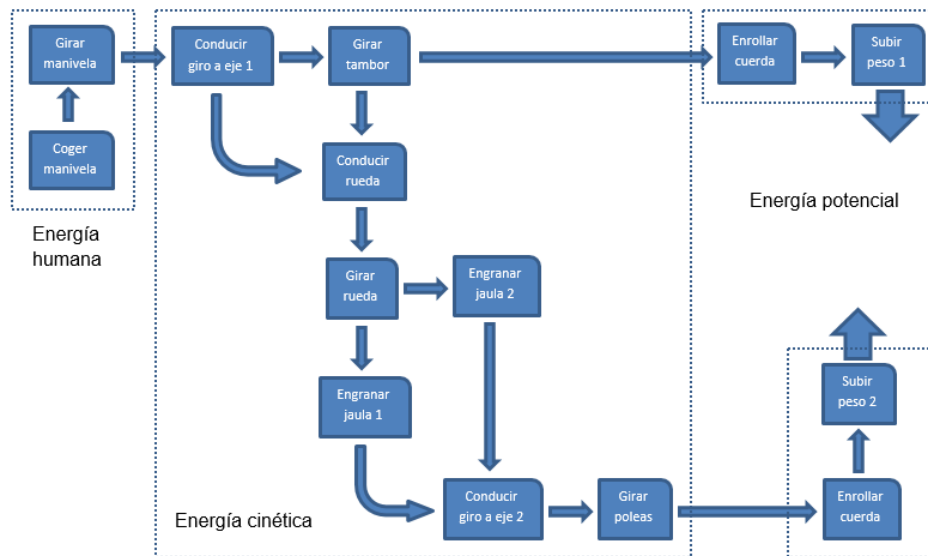 Girar
manivela
Conducir
giro a eje 1
Girar
tambor
Enrollar
cuerda
Subir
peso 1
Coger
manivela
Conducir
rueda
Energía
humana
Energía potencial
Girar
rueda
Engranar
jaula 2
Engranar
jaula 1
Subir
peso 2
Energía cinética
Conducir
giro a eje 2
Girar
poleas
Enrollar
cuerda